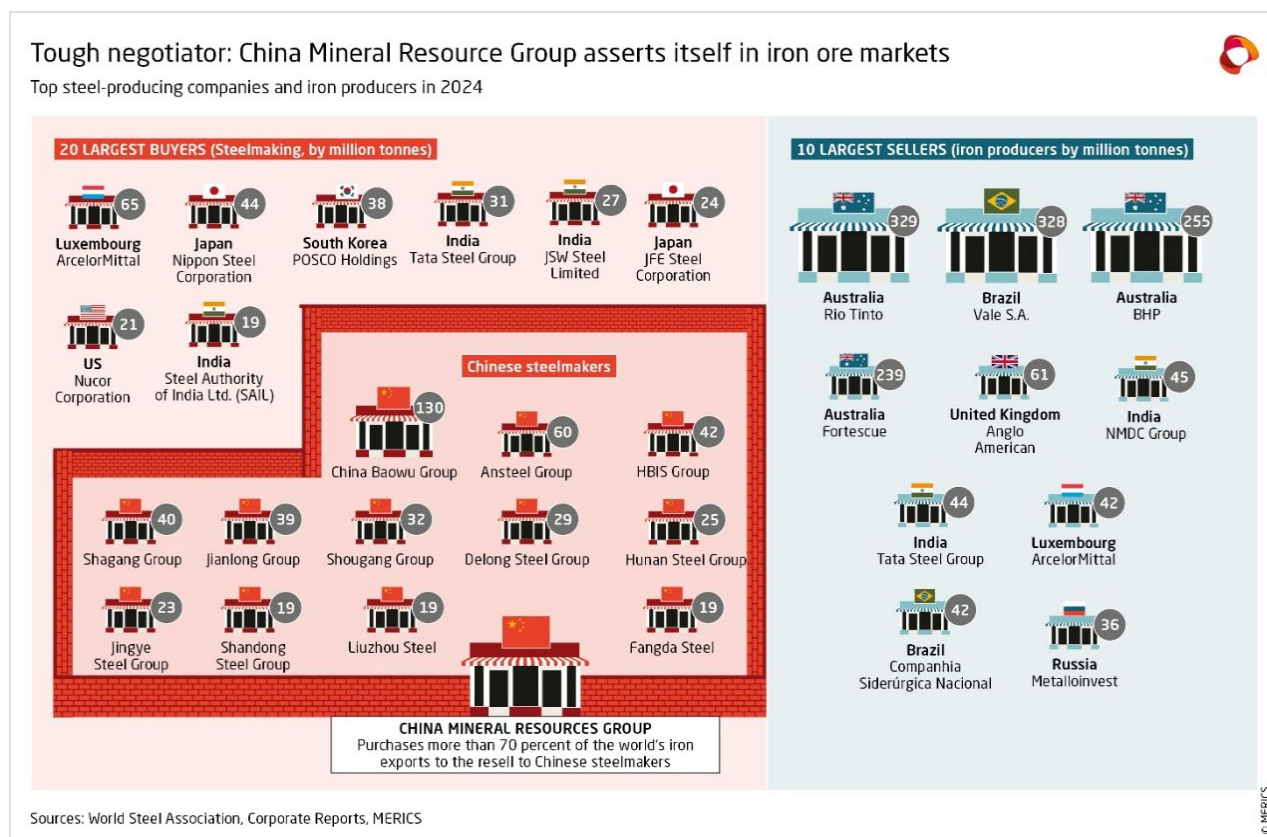 Tough negotiator: China Mineral Resource Group asserts itself in iron ore markets
Top steel-producing companies and iron producers in 2024
20 LARGEST BUYERS (Steelmaking, by million tonnes)
65
Luxembourg
ArcelorMittal
44
Japan
Nippon Steel
Corporation
38
South Korea
POSCO Holdings
31
India
Tata Steel Group
27
India
JSW Steel
Limited
24
Japan
JFE Steel
Corporation
21
US
Nucor
Corporation
19
India
Steel Authority
of India Ltd. (SAIL)
Chinese steelmakers
130
China Baowu Group
60
Ansteel Group
42
HBIS Group
40
Shagang Group
39
Jianlong Group
32
Shougang Group
29
Delong Steel Group
25
Hunan Steel Group
23
Jingye
Steel Group
19
Shandong
Steel Group
19
Liuzhou Steel
19
Fangda Steel
CHINA MINERAL RESOURCES GROUP
Purchases more than 70 percent of the world's iron
exports to the resell to Chinese steelmakers
10 LARGEST SELLERS (iron producers by million tonnes)
329
Australia
Rio Tinto
328
Brazil
Vale S.A.
255
Australia
BHP
239
Australia
Fortescue
61
United Kingdom
Anglo
American
45
India
NMDC Group
44
India
Tata Steel Group
42
Luxembourg
ArcelorMittal
42
Brazil
Companhia
Siderúrgica Nacional
36
Russia
Metalloinvest
Sources: World Steel Association, Corporate Reports, MERICS
© MERICS